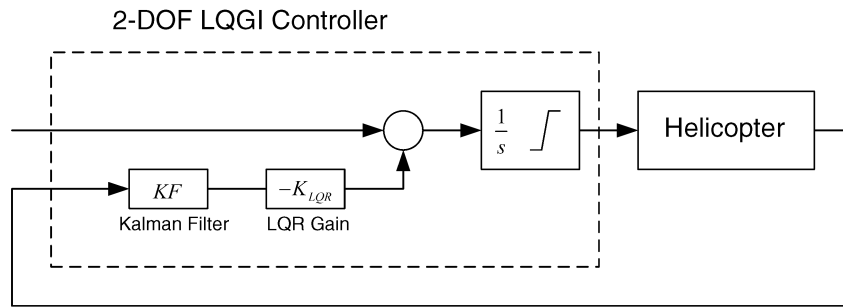 2-DOF LQGI Controller
1
s
Helicopter
KF
−K_LQR
Kalman Filter
LQR Gain